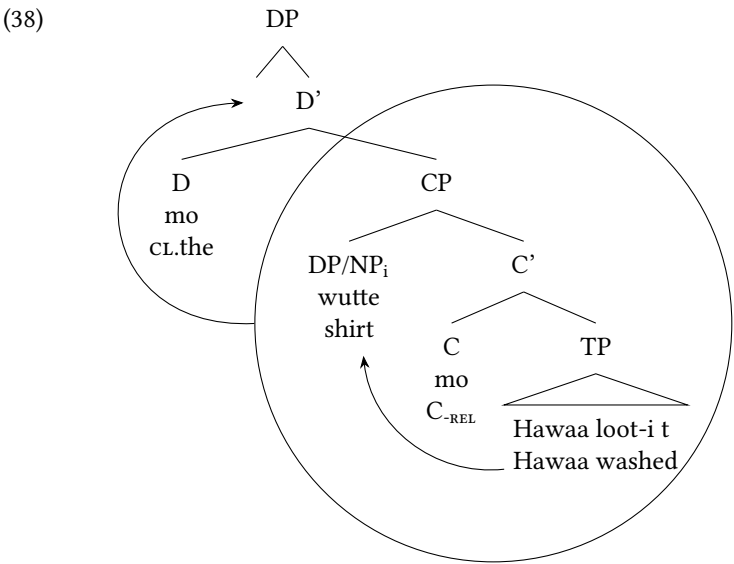 (38)
DP
D’
D
mo
CL.the
CP
DP/NPi
wutte
shirt
C’
C
mo
C-REL
TP
Hawaa loot-i t
Hawaa washed